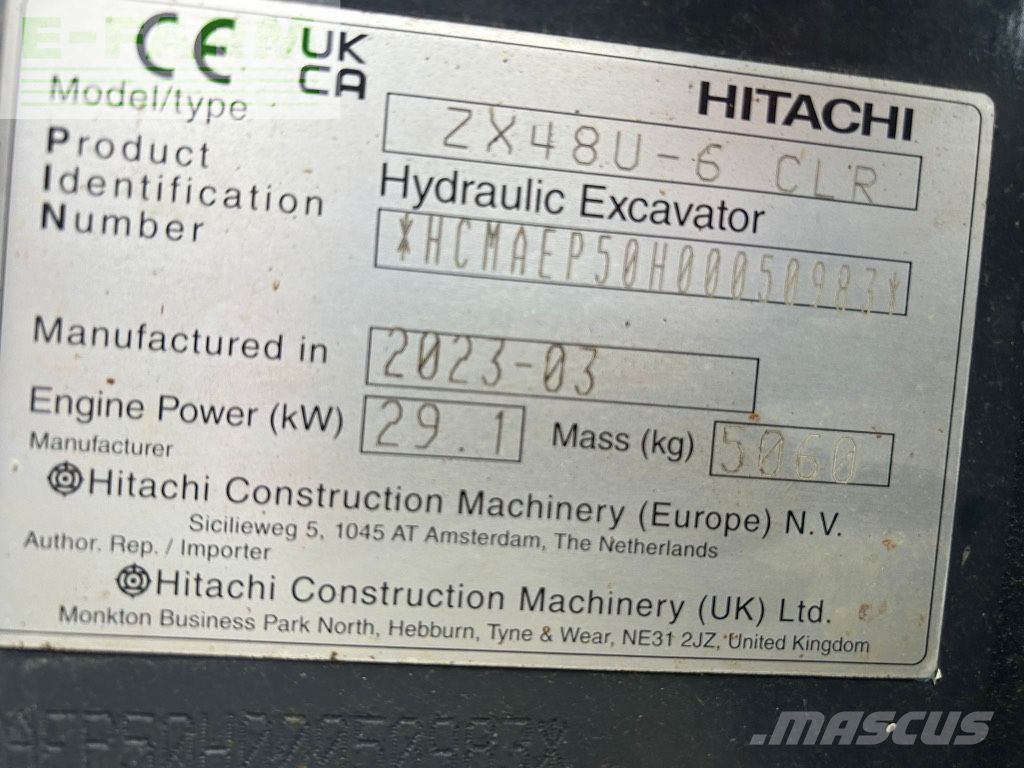 CE UK
CA
HITACHI
Model/type ZX48U-6 CLR
Product
Hydraulic Excavator
Identification
Number *HCMAEP50H00050983*
Manufactured in 2023-03
Engine Power (kW) 29.1 Mass (kg) 5060
Manufacturer
Hitachi Construction Machinery (Europe) N.V.
Sicilieweg 5, 1045 AT Amsterdam, The Netherlands
Author. Rep. / Importer
Hitachi Construction Machinery (UK) Ltd.
Monkton Business Park North, Hebburn, Tyne & Wear, NE31 2JZ, United Kingdom
MASCUS